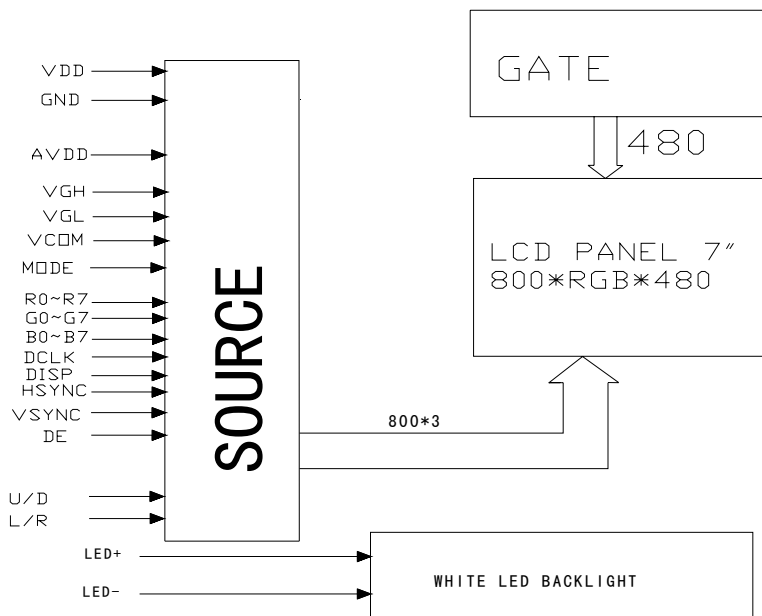 VDD
GND
AVDD
VGH
VGL
VCOM
MODE
R0~R7
G0~G7
B0~B7
DCLK
DISP
HSYNC
VSYNC
DE
U/D
L/R
SOURCE
GATE
480
LCD PANEL 7″
800*RGB*480
800*3
LED+
LED-
WHITE LED BACKLIGHT